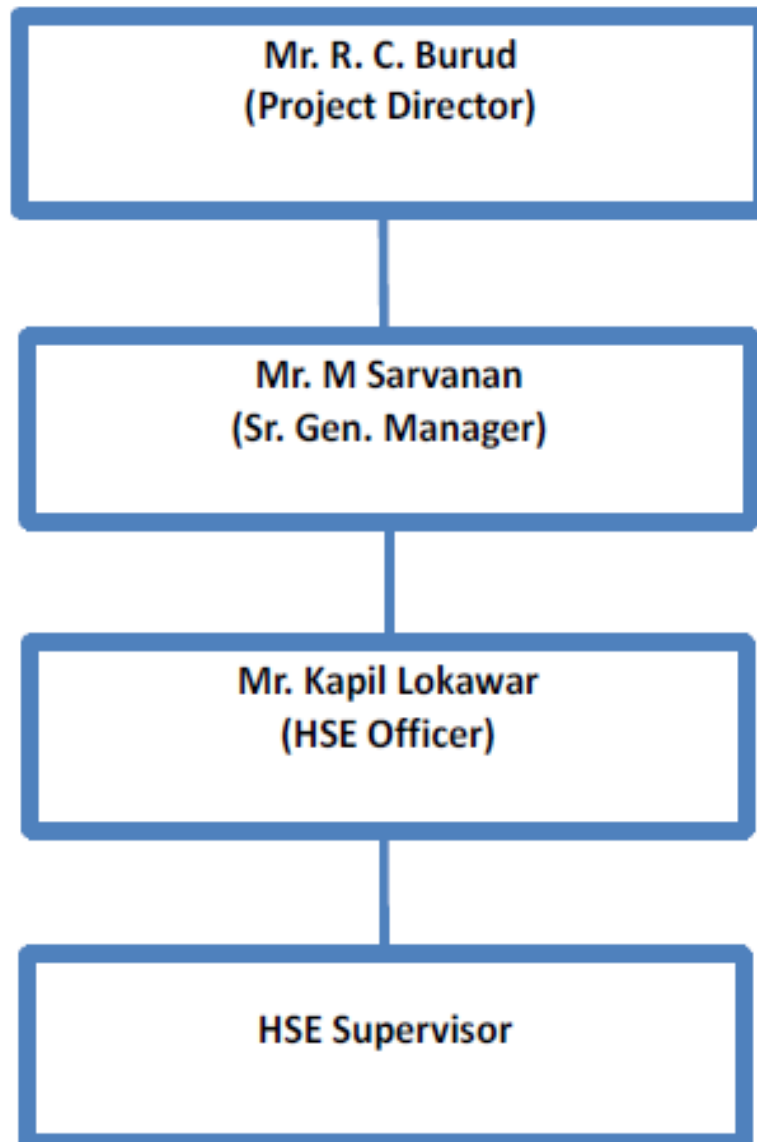 Mr. R. C. Burud
(Project Director)
Mr. M Sarvanan
(Sr. Gen. Manager)
Mr. Kapil Lokawar
(HSE Officer)
HSE Supervisor